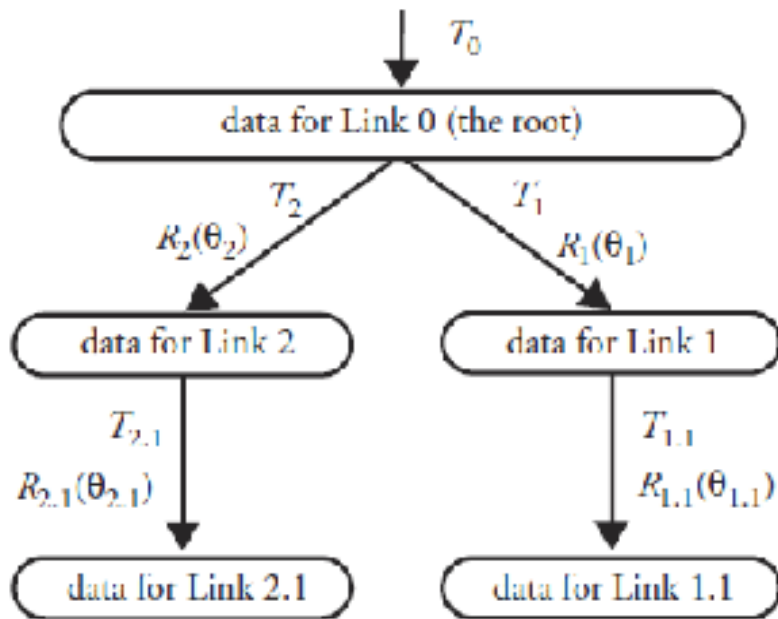 T₀
data for Link 0 (the root)
T₂ T₁
R₂(θ₂) R₁(θ₁)
data for Link 2 data for Link 1
T₂.₁ T₁.₁
R₂.₁(θ₂.₁) R₁.₁(θ₁.₁)
data for Link 2.1 data for Link 1.1